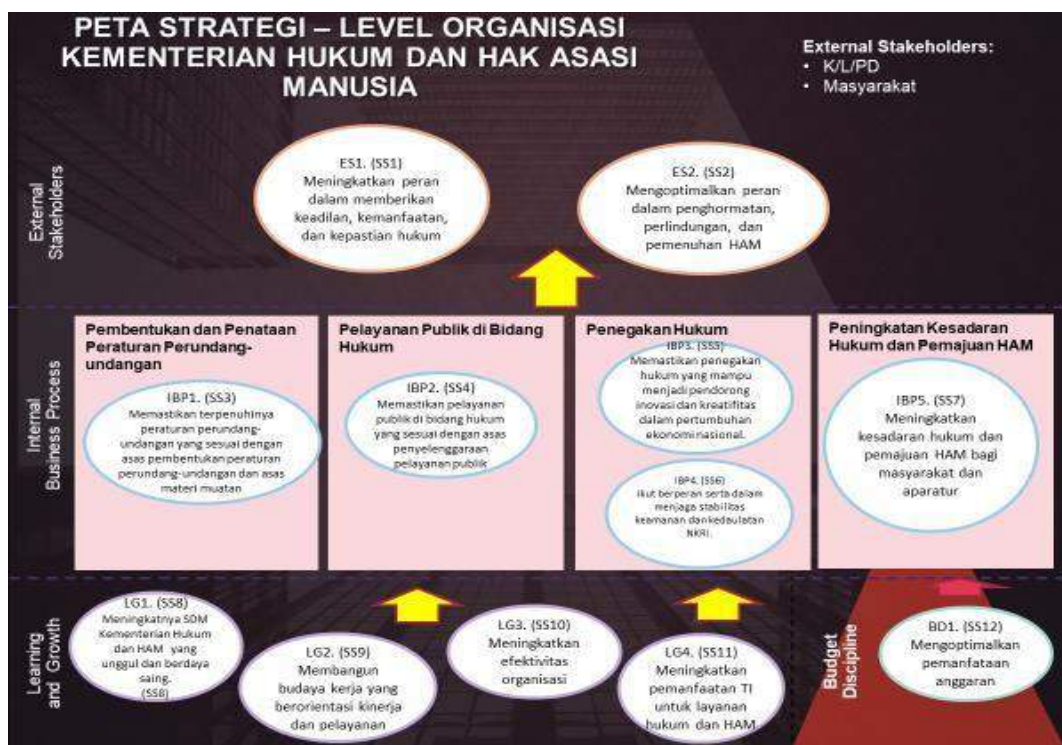 PETA STRATEGI – LEVEL ORGANISASI
KEMENTERIAN HUKUM DAN HAK ASASI
MANUSIA
External Stakeholders:
• K/L/PD
• Masyarakat
External
Stakeholders
ES1. (SS1)
Meningkatkan peran
dalam memberikan
keadilan, kemanfaatan,
dan kepastian hukum
ES2. (SS2)
Mengoptimalkan peran
dalam penghormatan,
perlindungan, dan
pemenuhan HAM
Internal
Business Process
Pembentukan dan Penataan
Peraturan Perundang-
undangan
IBP1. (SS3)
Memastikan terpenuhinya
peraturan perundang-
undangan yang sesuai dengan
asas pembentukan peraturan
perundang-undangan dan asas
materi muatan
Pelayanan Publik di Bidang
Hukum
IBP2. (SS4)
Memastikan pelayanan
publik di bidang hukum
yang sesuai dengan asas
penyelenggaraan
pelayanan publik
Penegakan Hukum
IBP3. (SS5)
Memastikan penegakan
hukum yang mampu
menjadi pendorong
inovasi dan kreatifitas
dalam pertumbuhan
ekonomi nasional.
IBP4. (SS6)
Ikut berperan serta dalam
menjaga stabilitas
keamanan dan kedaulatan
NKRI.
Peningkatan Kesadaran
Hukum dan Pemajuan HAM
IBP5. (SS7)
Meningkatkan
kesadaran hukum dan
pemajuan HAM bagi
masyarakat dan
aparatur
Learning
and Growth
LG1. (SS8)
Meningkatnya SDM
Kementerian Hukum
dan HAM yang
unggul dan berdaya
saing.
(SS8)
LG2. (SS9)
Membangun
budaya kerja yang
berorientasi kinerja
dan pelayanan
LG3. (SS10)
Meningkatkan
efektivitas
organisasi
LG4. (SS11)
Meningkatkan
pemanfaatan TI
untuk layanan
hukum dan HAM
Budget
Discipline
BD1. (SS12)
Mengoptimalkan
pemanfataan
anggaran